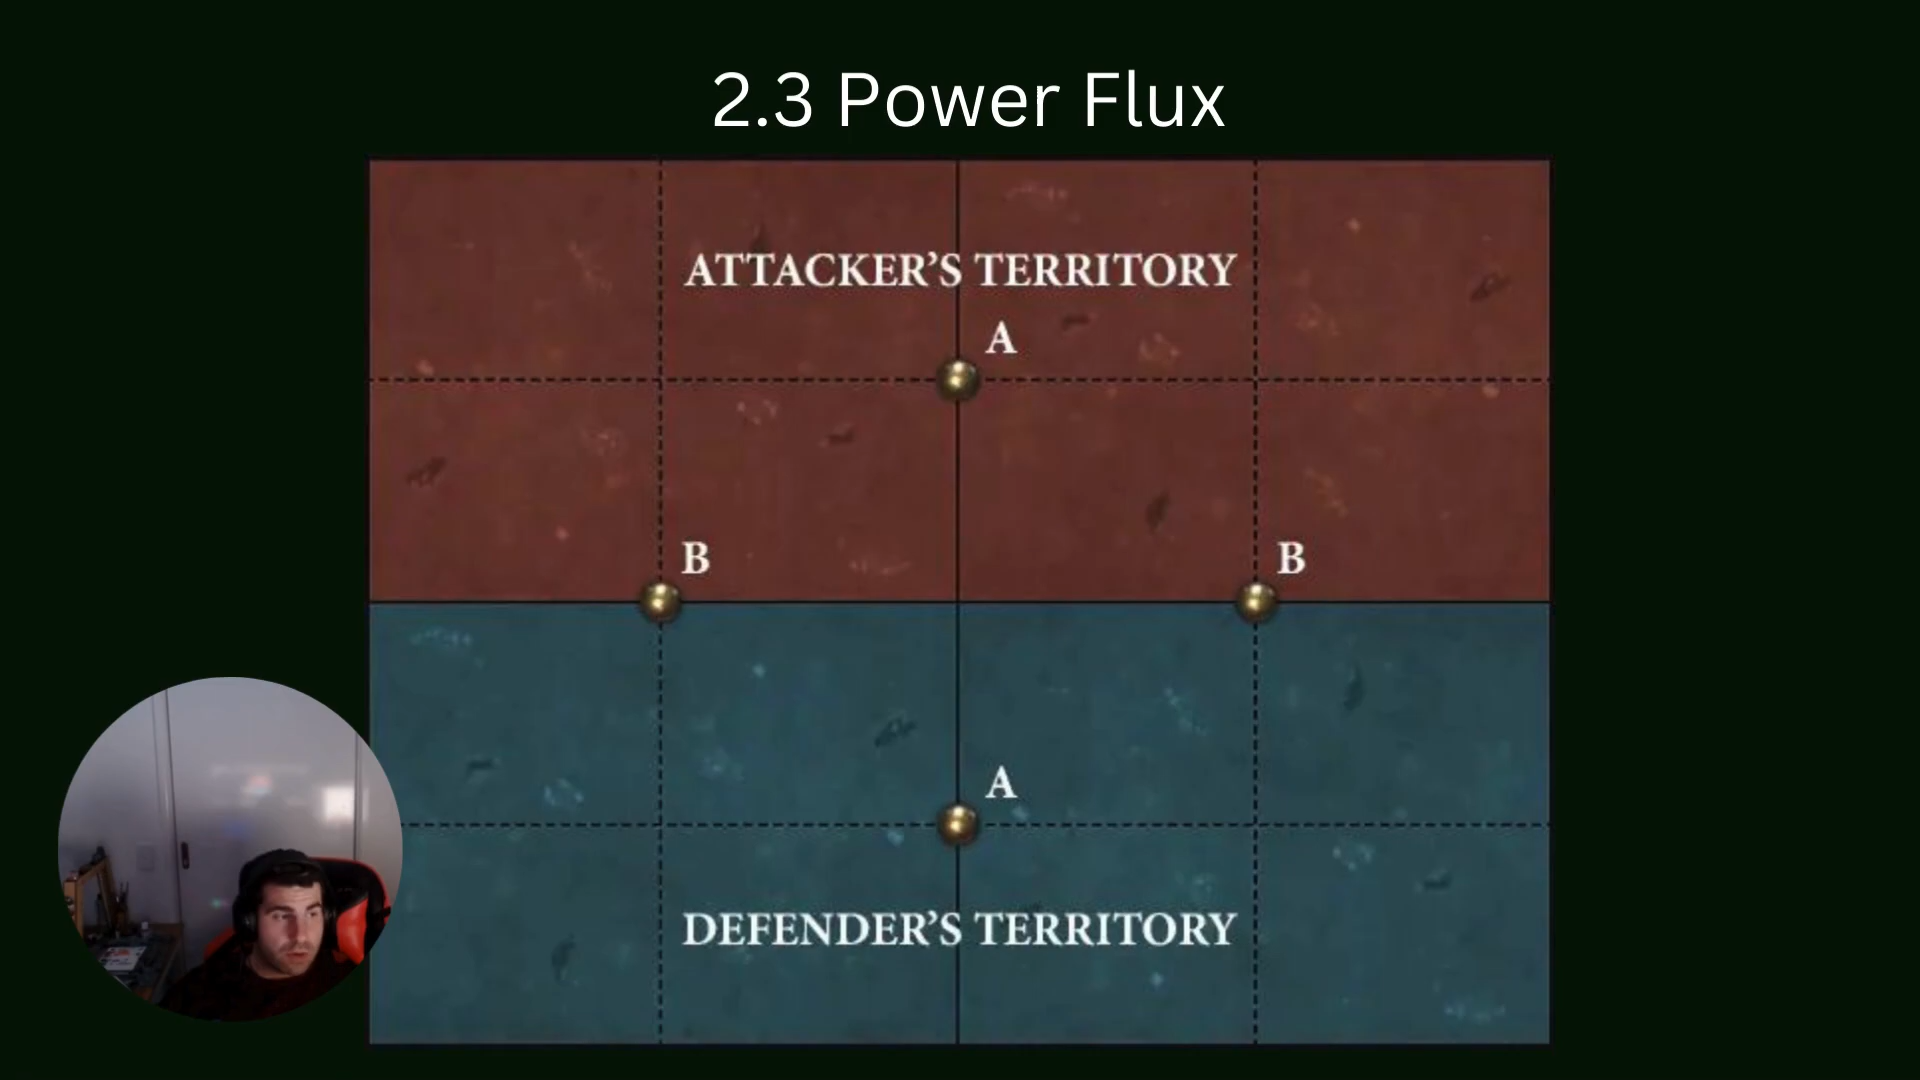 2.3 Power Flux
ATTACKER'S TERRITORY
A
B
B
A
DEFENDER'S TERRITORY